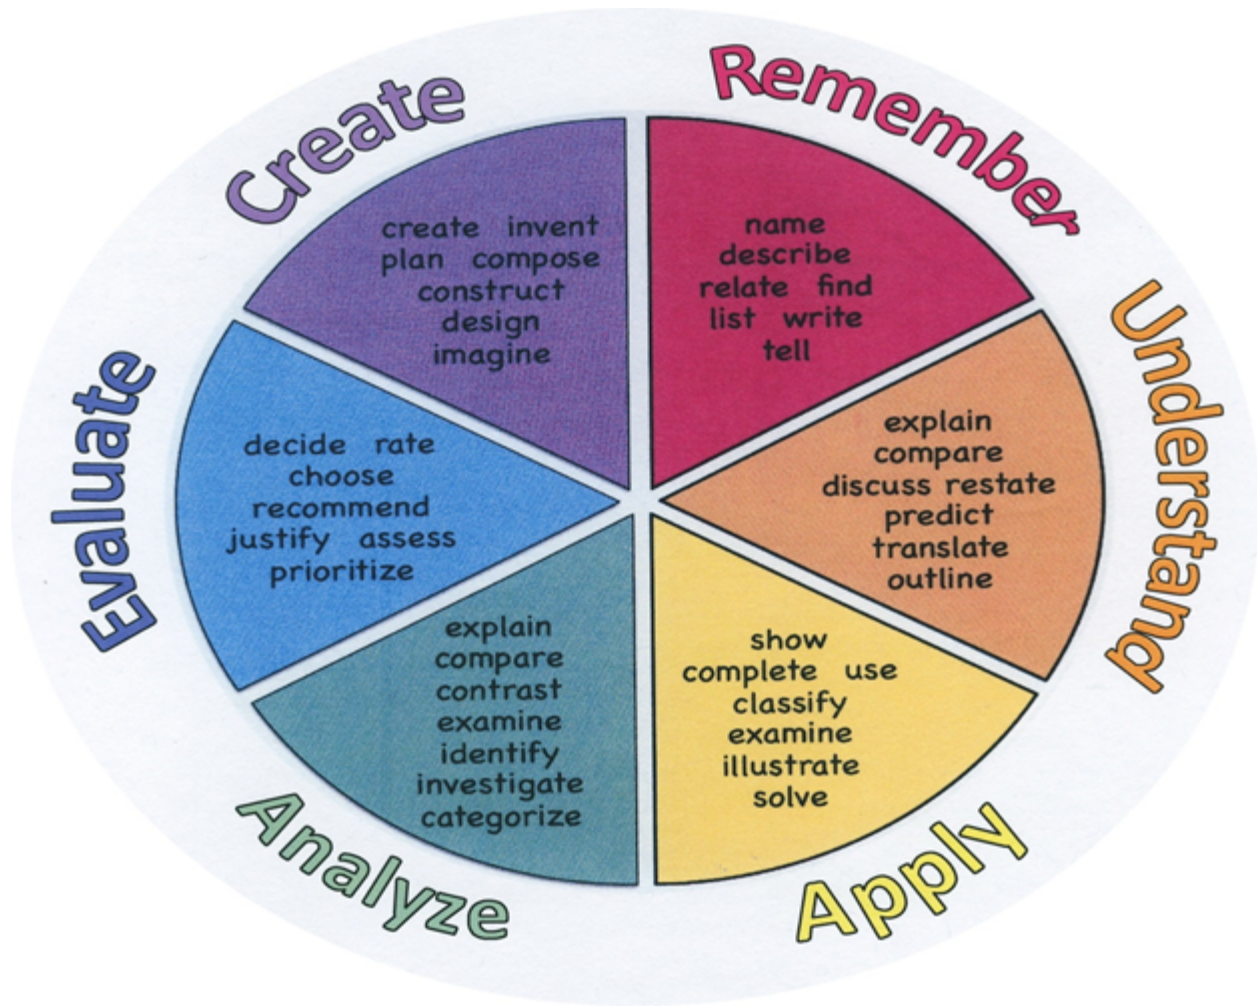 Remember
name
describe
relate find
list write
tell
Understand
explain
compare
discuss restate
predict
translate
outline
Apply
show
complete use
classify
examine
illustrate
solve
Analyze
explain
compare
contrast
examine
identify
investigate
categorize
Evaluate
decide rate
choose
recommend
justify assess
prioritize
Create
create invent
plan compose
construct
design
imagine